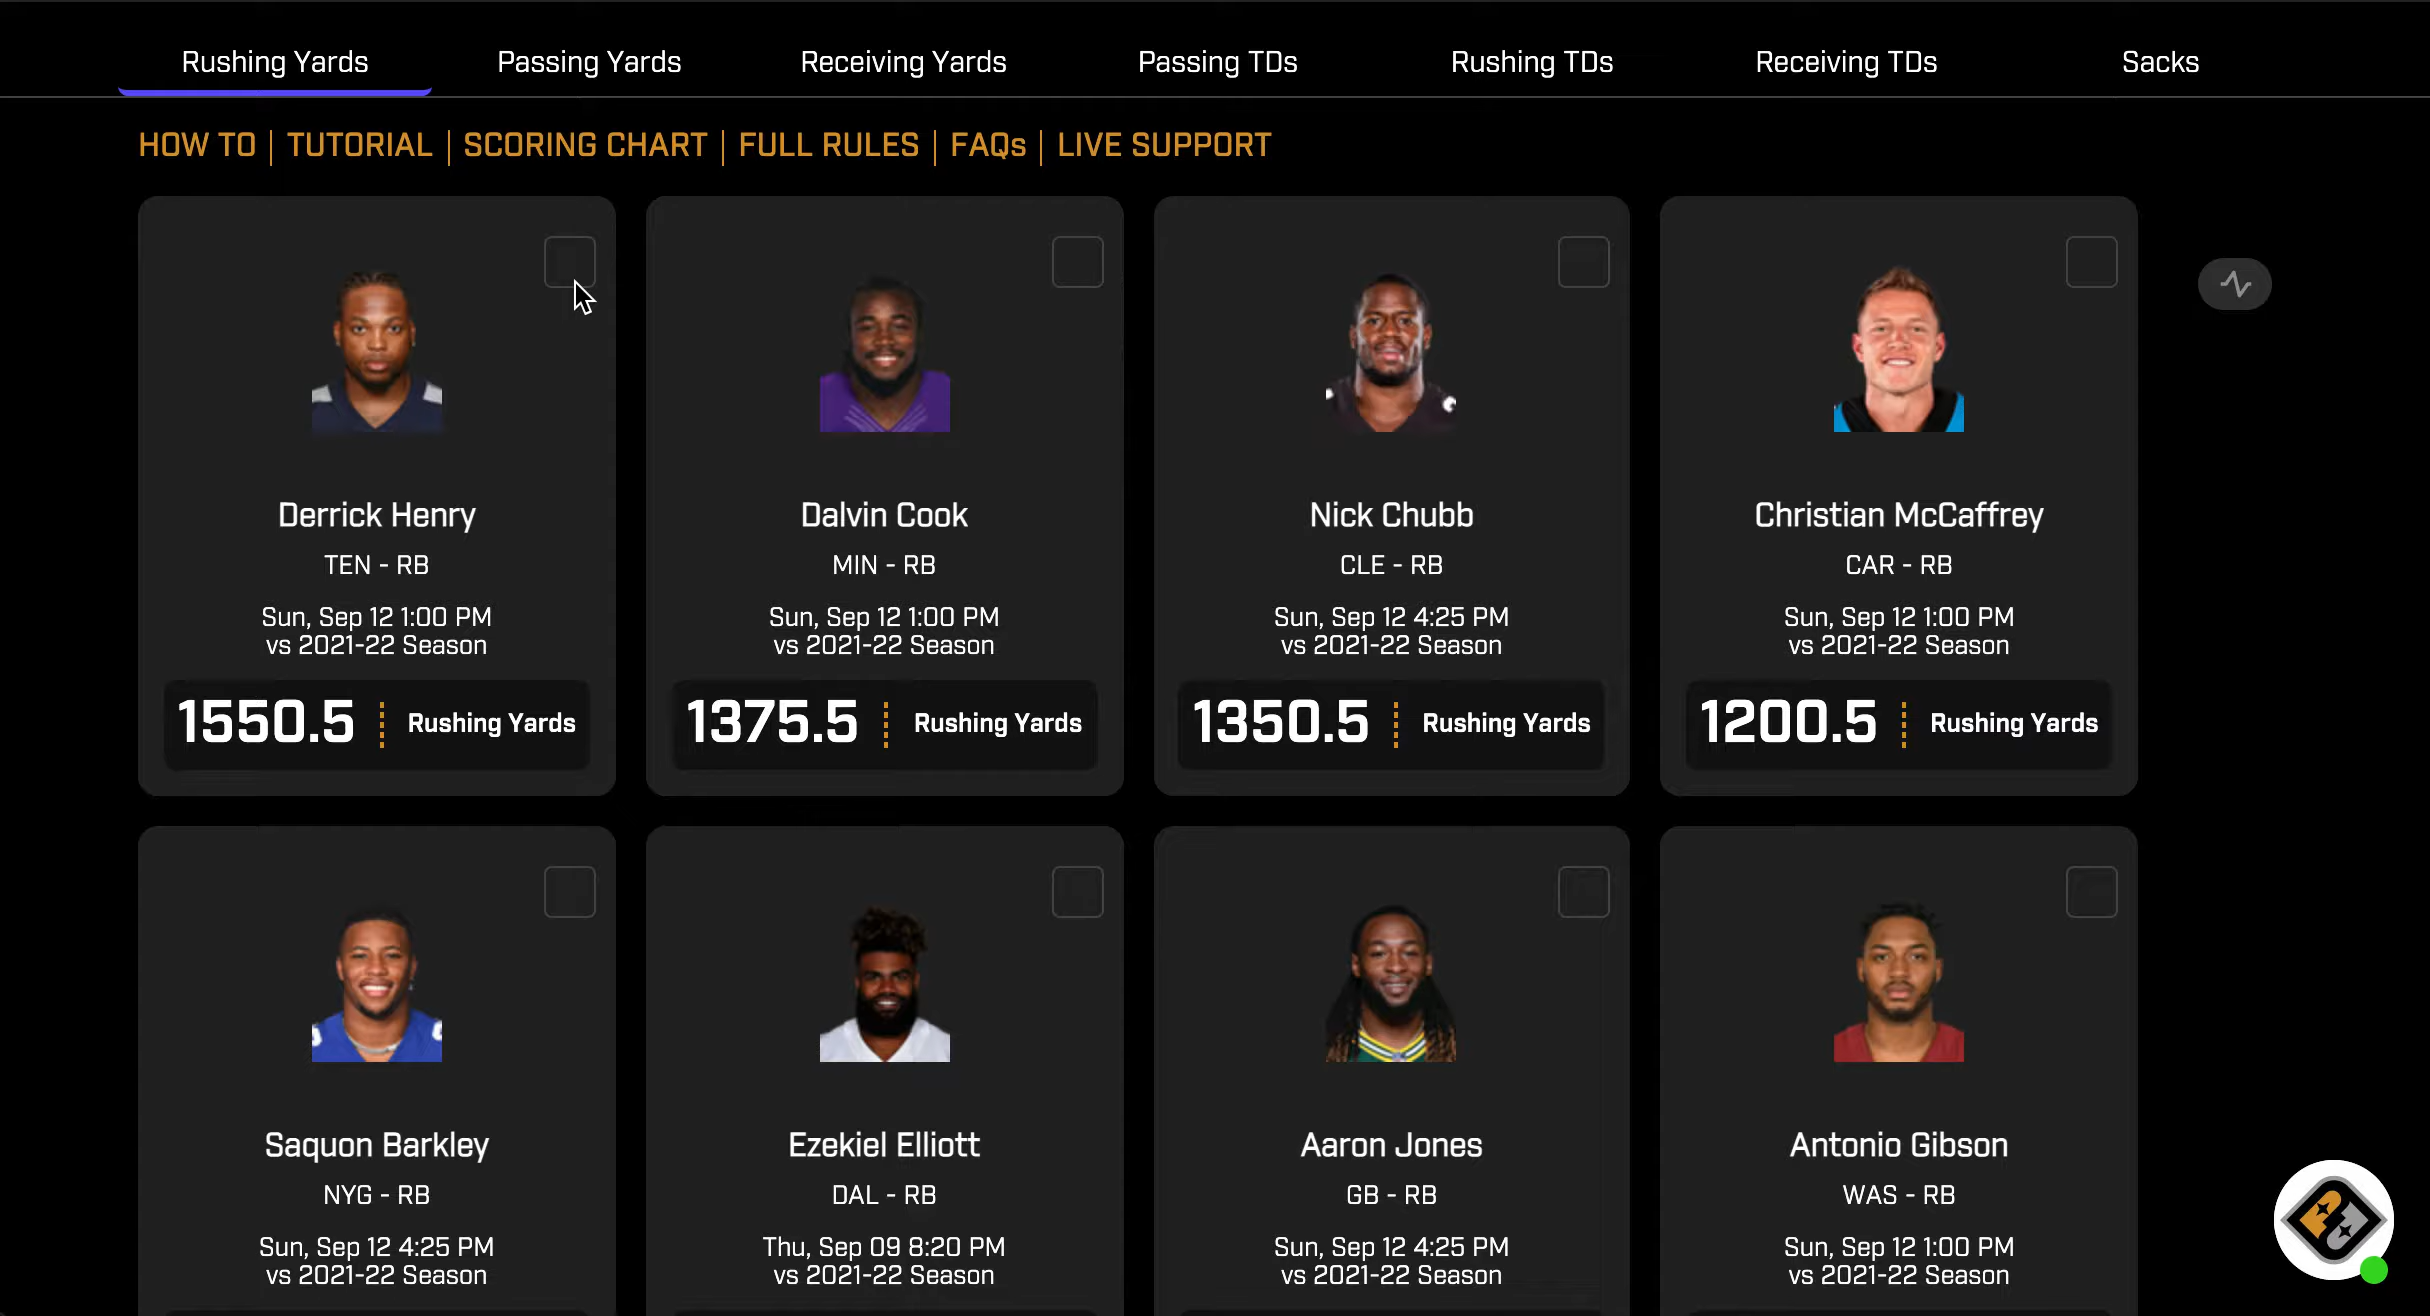 Rushing Yards
Passing Yards
Receiving Yards
Passing TDs
Rushing TDs
Receiving TDs
Sacks
HOW TO | TUTORIAL | SCORING CHART | FULL RULES | FAQs | LIVE SUPPORT
Derrick Henry
TEN - RB
Sun, Sep 12 1:00 PM
vs 2021-22 Season
1550.5 Rushing Yards
Dalvin Cook
MIN - RB
Sun, Sep 12 1:00 PM
vs 2021-22 Season
1375.5 Rushing Yards
Nick Chubb
CLE - RB
Sun, Sep 12 4:25 PM
vs 2021-22 Season
1350.5 Rushing Yards
Christian McCaffrey
CAR - RB
Sun, Sep 12 1:00 PM
vs 2021-22 Season
1200.5 Rushing Yards
Saquon Barkley
NYG - RB
Sun, Sep 12 4:25 PM
vs 2021-22 Season
Ezekiel Elliott
DAL - RB
Thu, Sep 09 8:20 PM
vs 2021-22 Season
Aaron Jones
GB - RB
Sun, Sep 12 4:25 PM
vs 2021-22 Season
Antonio Gibson
WAS - RB
Sun, Sep 12 1:00 PM
vs 2021-22 Season